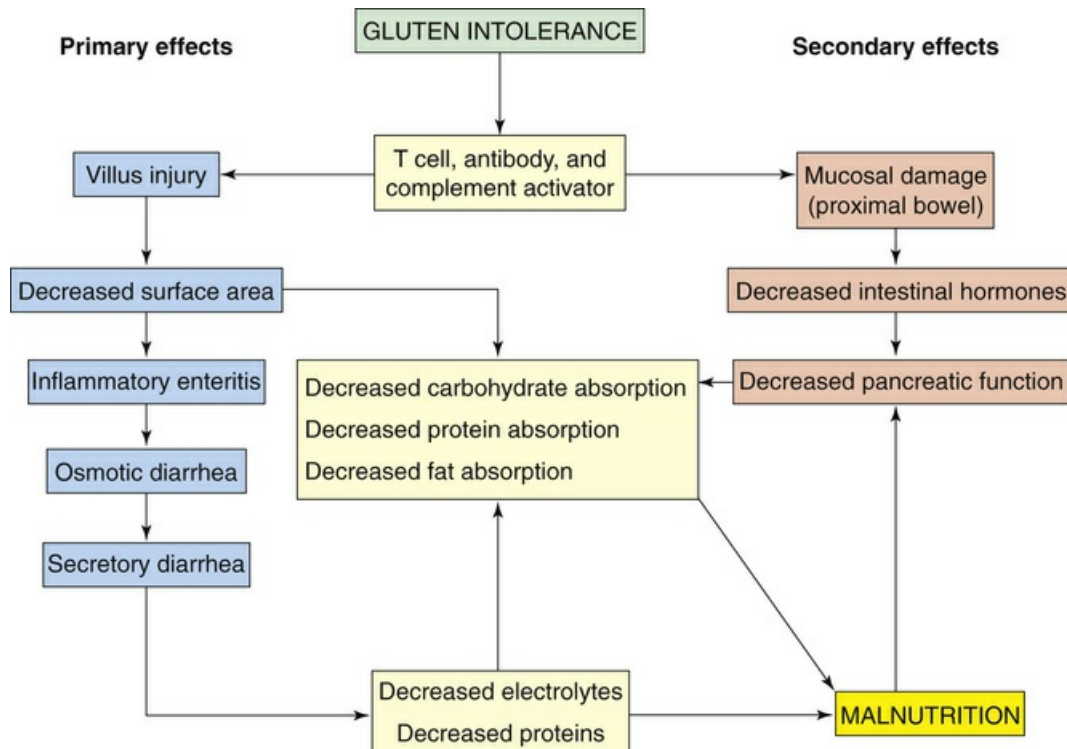 Primary effects
GLUTEN INTOLERANCE
Secondary effects
Villus injury
T cell, antibody, and
complement activator
Mucosal damage
(proximal bowel)
Decreased surface area
Decreased intestinal hormones
Inflammatory enteritis
Decreased carbohydrate absorption
Decreased protein absorption
Decreased fat absorption
Decreased pancreatic function
Osmotic diarrhea
Secretory diarrhea
Decreased electrolytes
Decreased proteins
MALNUTRITION